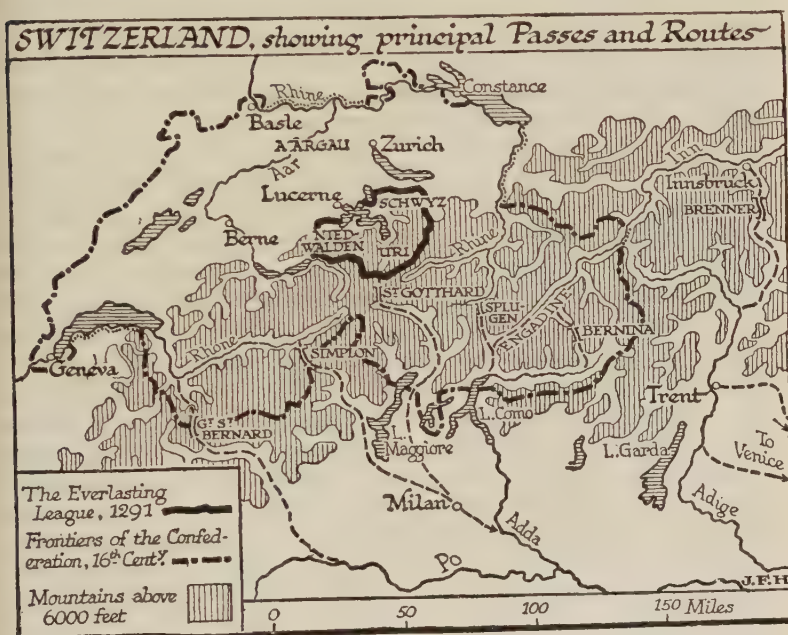 SWITZERLAND, showing principal Passes and Routes
Rhine
Constance
Basle
AARGAU
Zurich
Aar
Inn
Innsbruck
Lucerne
SCHWYZ
BRENNER
Berne
NIED-
WALDEN
URI
Rhine
ST GOTTHARD
SPLU-
GEN
ENGADINE
BERNINA
Rhone
SIMPLON
Geneva
Trent
GT ST
BERNARD
L. Como
L.
Maggiore
L. Garda
To
Venice
Milan
Adda
Adige
Po
The Everlasting
League, 1291
Frontiers of the Confed-
eration, 16th Centy.
Mountains above
6000 feet
J.F.H
0 50 100 150 Miles